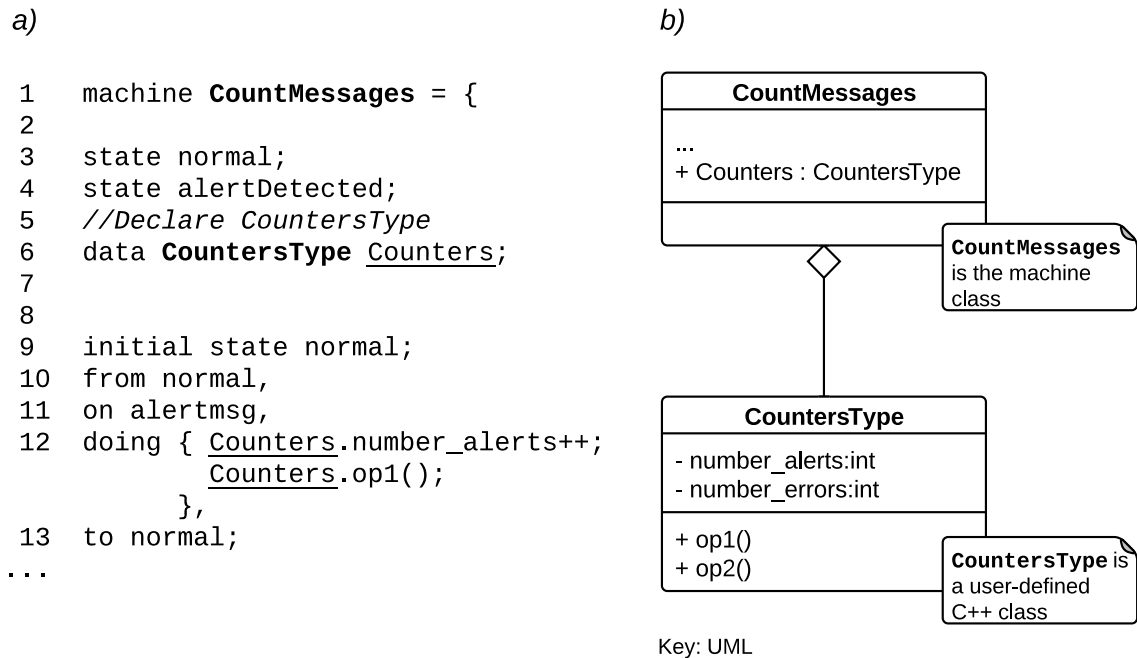 a)
1 machine CountMessages = {
2
3 state normal;
4 state alertDetected;
5 //Declare CountersType
6 data CountersType Counters;
7
8
9 initial state normal;
10 from normal,
11 on alertmsg,
12 doing { Counters.number_alerts++;
Counters.op1();
},
13 to normal;
...
b)
CountMessages
...
+ Counters : CountersType
CountMessages
is the machine
class
CountersType
- number_alerts:int
- number_errors:int
+ op1()
+ op2()
CountersType is
a user-defined
C++ class
Key: UML